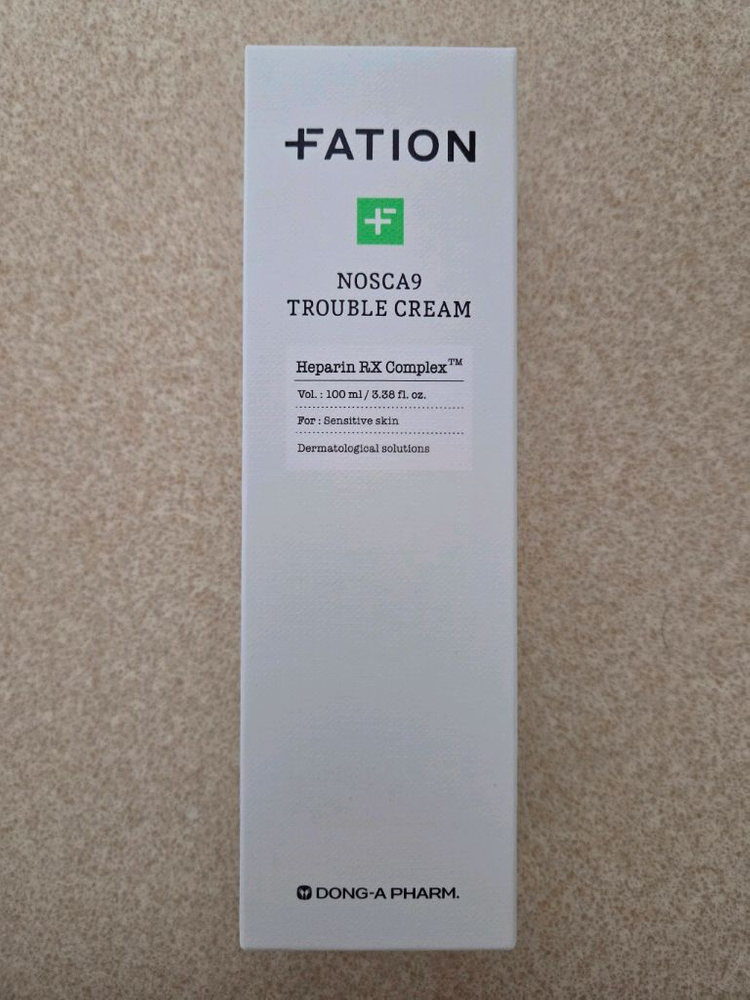 FATION
F
NOSCA9
TROUBLE CREAM
Heparin RX Complex™
Vol. : 100 ml / 3.38 fl. oz.
For : Sensitive skin
Dermatological solutions
DONG-A PHARM.